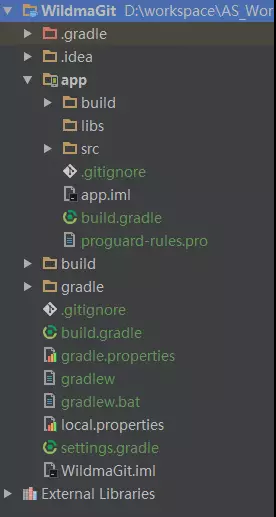 WildmaGit D:\workspace\AS_Wor
.gradle
.idea
app
build
libs
src
.gitignore
app.iml
build.gradle
proguard-rules.pro
build
gradle
.gitignore
build.gradle
gradle.properties
gradlew
gradlew.bat
local.properties
settings.gradle
WildmaGit.iml
External Libraries